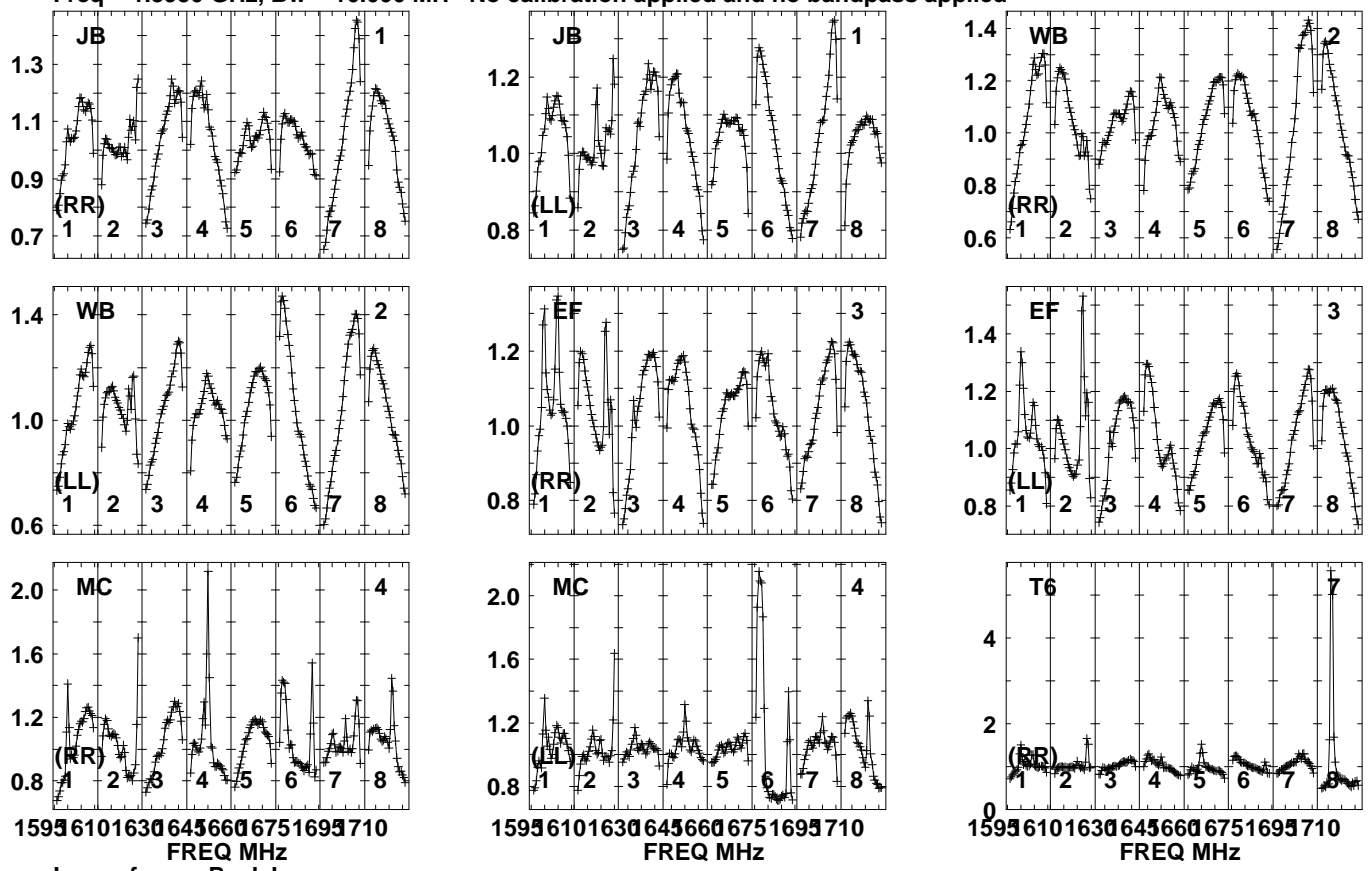 JB 1
1.3
1.1
0.9
0.7
(RR)
1 2 3 4 5 6 7 8
JB 1
1.2
1.0
0.8
(LL)
1 2 3 4 5 6 7 8
WB 2
1.4
1.2
1.0
0.8
0.6
(RR)
1 2 3 4 5 6 7 8
WB 2
1.4
1.0
0.6
(LL)
1 2 3 4 5 6 7 8
EF 3
1.2
1.0
0.8
(RR)
1 2 3 4 5 6 7 8
EF 3
1.4
1.2
1.0
0.8
(LL)
1 2 3 4 5 6 7 8
MC 4
2.0
1.6
1.2
0.8
(RR)
1 2 3 4 5 6 7 8
1595 1610 1630 1645 1660 1675 1695 1710
FREQ MHz
MC 4
2.0
1.6
1.2
0.8
(LL)
1 2 3 4 5 6 7 8
1595 1610 1630 1645 1660 1675 1695 1710
FREQ MHz
T6 7
4
2
0
(RR)
1 2 3 4 5 6 7 8
1595 1610 1630 1645 1660 1675 1695 1710
FREQ MHz